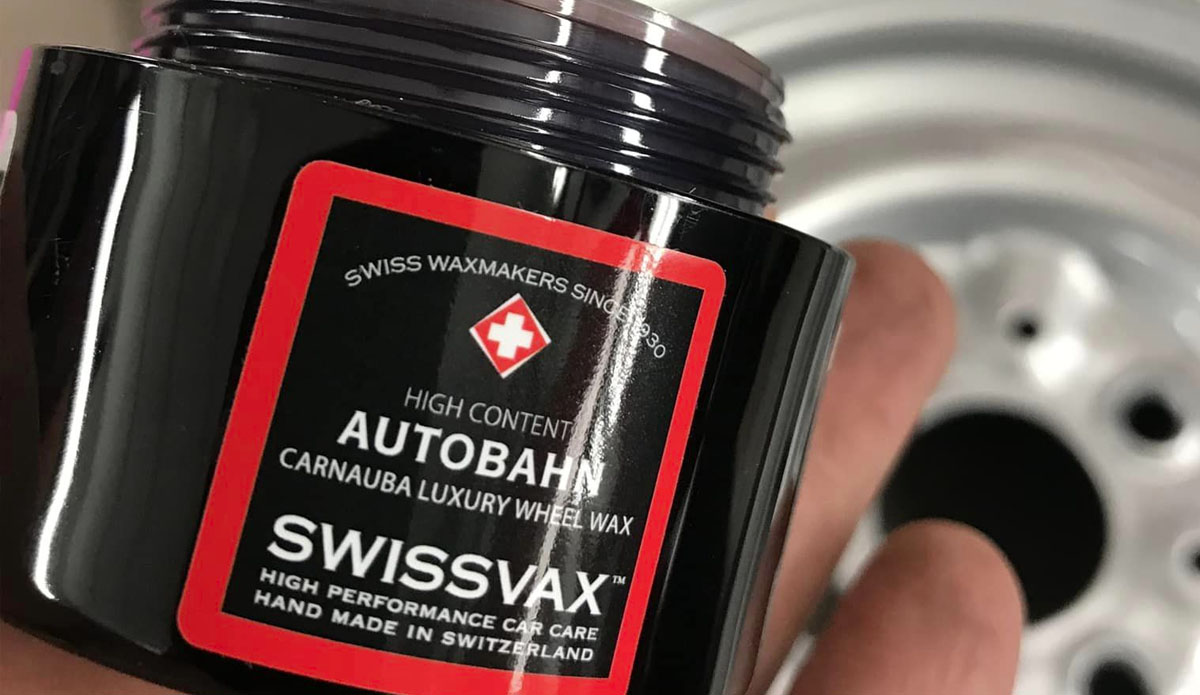 SWISS WAXMAKERS SINCE 1930
HIGH CONTENT
AUTOBAHN
CARNAUBA LUXURY WHEEL WAX
SWISSVAX™
HIGH PERFORMANCE CAR CARE
HAND MADE IN SWITZERLAND